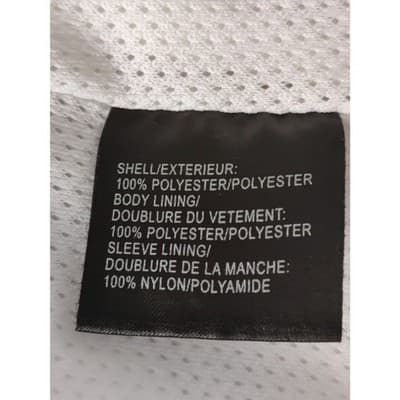 SHELL/EXTERIEUR:
100% POLYESTER/POLYESTER
BODY LINING/
DOUBLURE DU VETEMENT:
100% POLYESTER/POLYESTER
SLEEVE LINING/
DOUBLURE DE LA MANCHE:
100% NYLON/POLYAMIDE